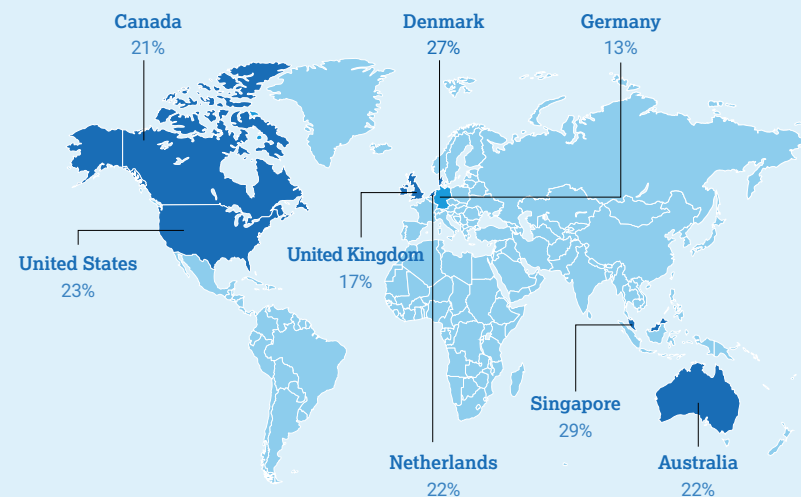 Canada
21%
Denmark
27%
Germany
13%
United States
23%
United Kingdom
17%
Singapore
29%
Netherlands
22%
Australia
22%